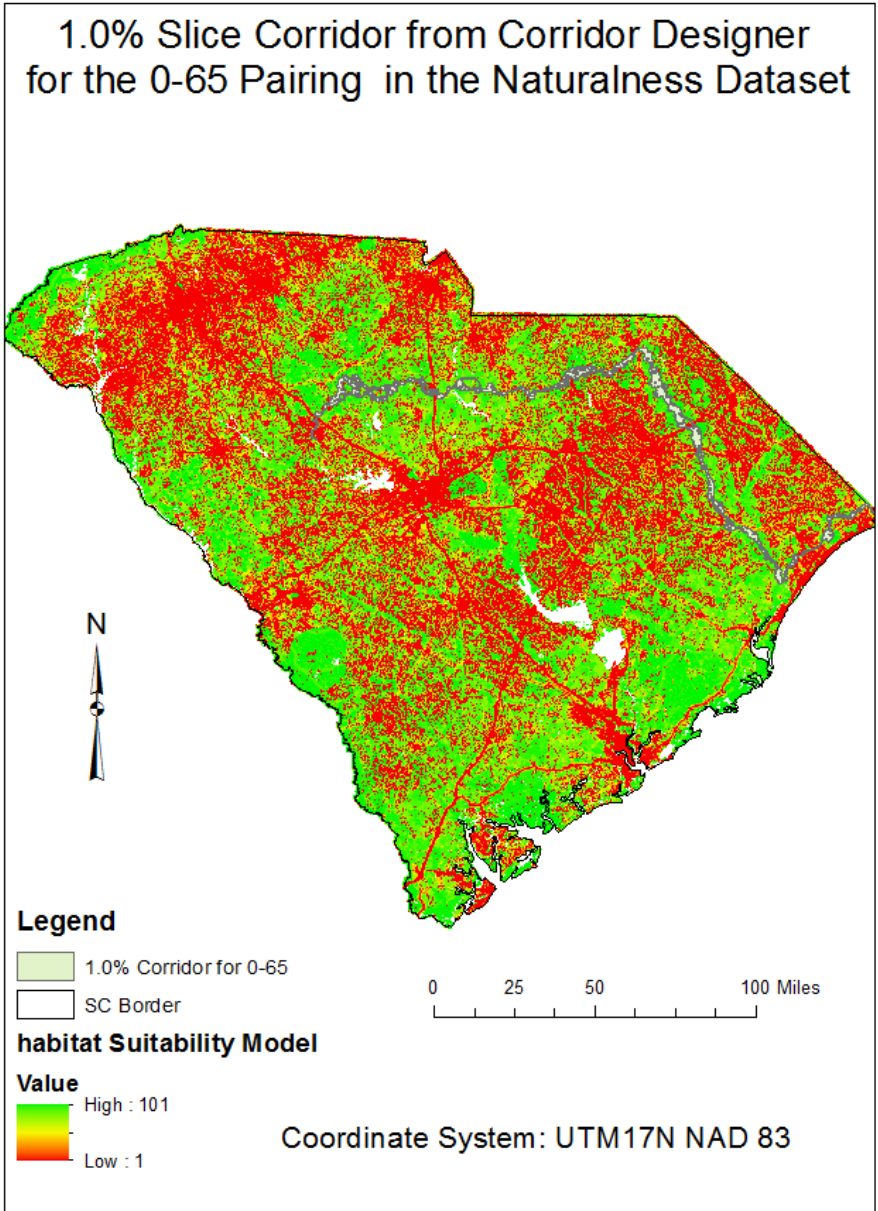 1.0% Slice Corridor from Corridor Designer
for the 0-65 Pairing in the Naturalness Dataset
N
Legend
1.0% Corridor for 0-65
SC Border
habitat Suitability Model
Value
High : 101
Low : 1
0 25 50 100 Miles
Coordinate System: UTM17N NAD 83